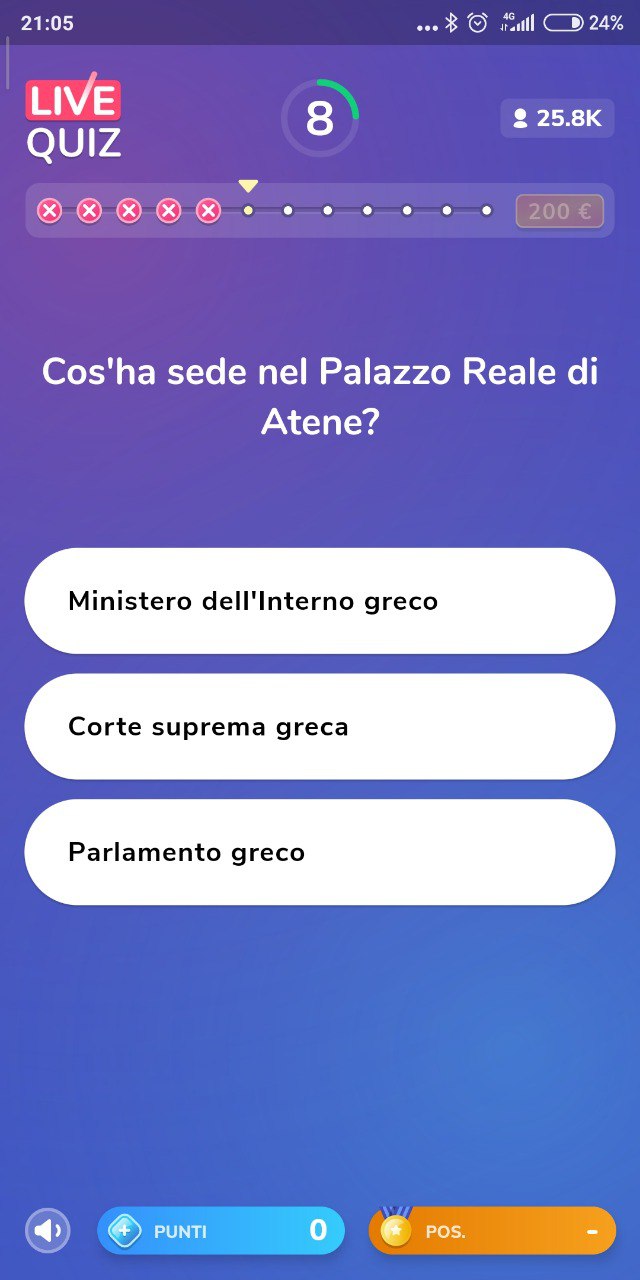 21:05
4G
24%
LIVE
QUIZ
8
25.8K
200 €
Cos'ha sede nel Palazzo Reale di
Atene?
Ministero dell'Interno greco
Corte suprema greca
Parlamento greco
PUNTI
0
POS.
-